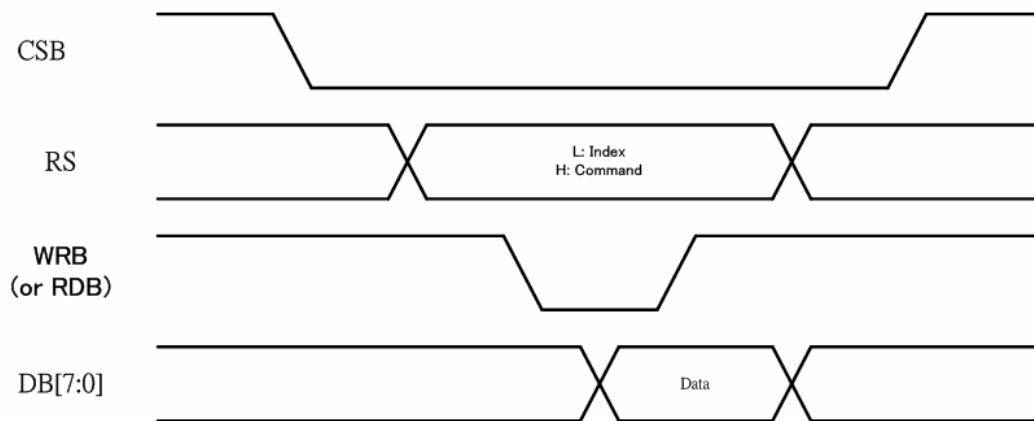 CSB
RS
L: Index
H: Command
WRB
(or RDB)
DB[7:0]
Data